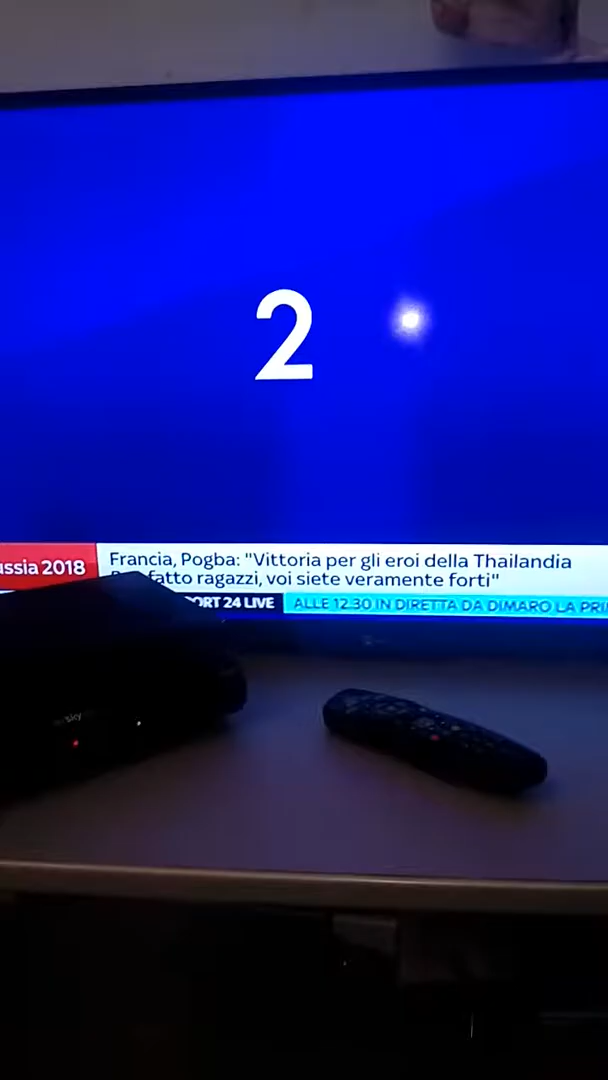 2
ussia 2018
Francia, Pogba: "Vittoria per gli eroi della Thailandia
fatto ragazzi, voi siete veramente forti"
ORT 24 LIVE
ALLE 12.30 IN DIRETTA DA DIMARO LA PRI
sky